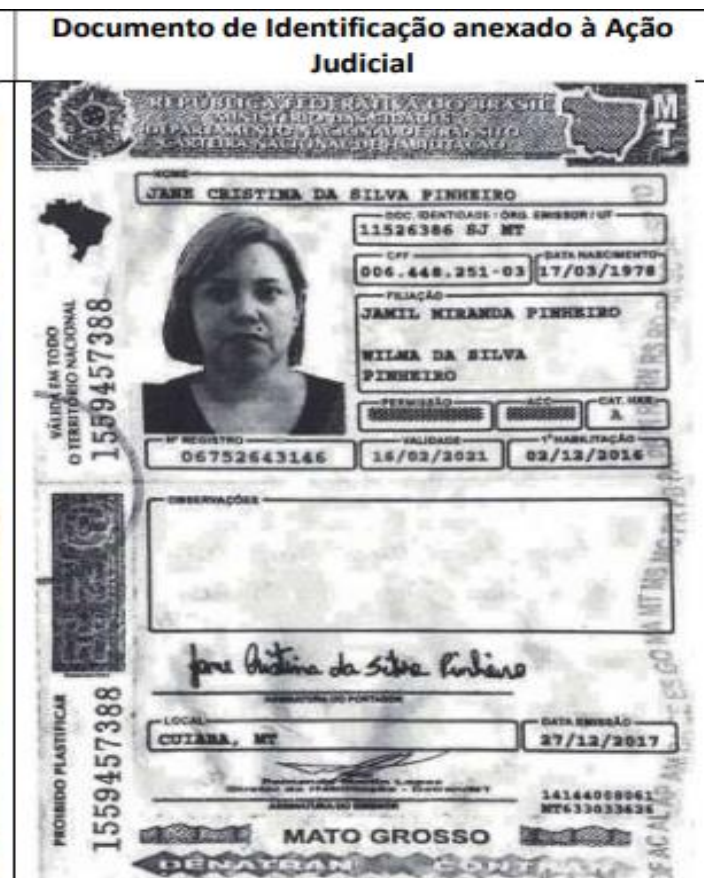 Documento de Identificação anexado à Ação
Judicial
REPÚBLICA FEDERATIVA DO BRASIL
MINISTÉRIO DAS CIDADES
DEPARTAMENTO NACIONAL DE TRÂNSITO
CARTEIRA NACIONAL DE HABILITAÇÃO
MT
NOME
JANE CRISTINA DA SILVA PINHEIRO
DOC. IDENTIDADE / ÓRG. EMISSOR / UF
11526386 SJ MT
CPF
006.448.251-03
DATA NASCIMENTO
17/03/1978
FILIAÇÃO
JAMIL MIRANDA PINHEIRO
WILMA DA SILVA
PINHEIRO
PERMISSÃO
ACC
CAT. HAB.
A
Nº REGISTRO
06752643146
VALIDADE
16/02/2021
1ª HABILITAÇÃO
02/12/2016
VÁLIDA EM TODO
O TERRITÓRIO NACIONAL
1559457388
OBSERVAÇÕES
Jane Cristina da Silva Pinheiro
ASSINATURA DO PORTADOR
LOCAL
CUIABA, MT
DATA EMISSÃO
27/12/2017
ASSINATURA DO EMISSOR
14144008061
MT633033626
PROIBIDO PLASTIFICAR
1559457388
MATO GROSSO
DENATRAN
CONTRAN